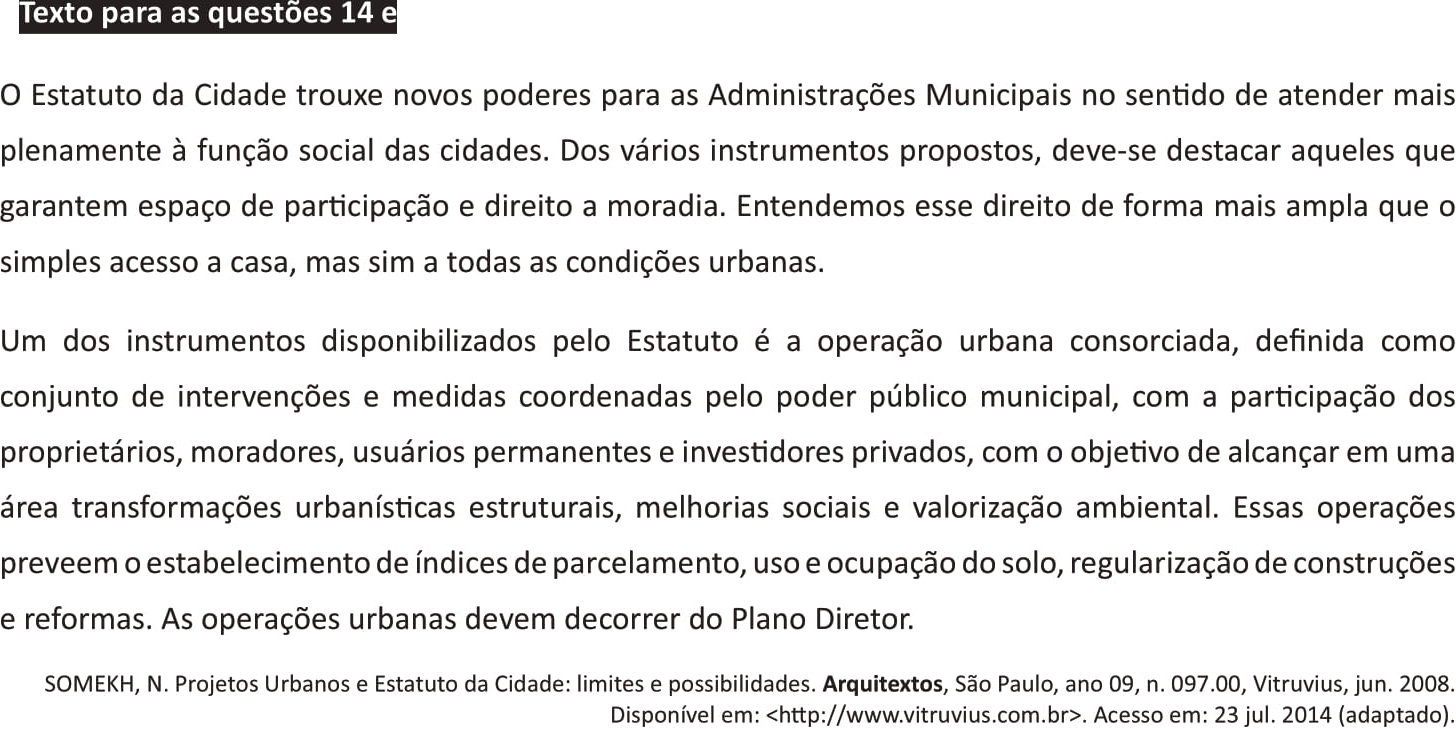 Texto para as questões 14 e
O Estatuto da Cidade trouxe novos poderes para as Administrações Municipais no sentido de atender mais
plenamente à função social das cidades. Dos vários instrumentos propostos, deve-se destacar aqueles que
garantem espaço de participação e direito a moradia. Entendemos esse direito de forma mais ampla que o
simples acesso a casa, mas sim a todas as condições urbanas.
Um dos instrumentos disponibilizados pelo Estatuto é a operação urbana consorciada, definida como
conjunto de intervenções e medidas coordenadas pelo poder público municipal, com a participação dos
proprietários, moradores, usuários permanentes e investidores privados, com o objetivo de alcançar em uma
área transformações urbanísticas estruturais, melhorias sociais e valorização ambiental. Essas operações
preveem o estabelecimento de índices de parcelamento, uso e ocupação do solo, regularização de construções
e reformas. As operações urbanas devem decorrer do Plano Diretor.
SOMEKH, N. Projetos Urbanos e Estatuto da Cidade: limites e possibilidades. Arquitextos, São Paulo, ano 09, n. 097.00, Vitruvius, jun. 2008.
Disponível em: <http://www.vitruvius.com.br>. Acesso em: 23 jul. 2014 (adaptado).